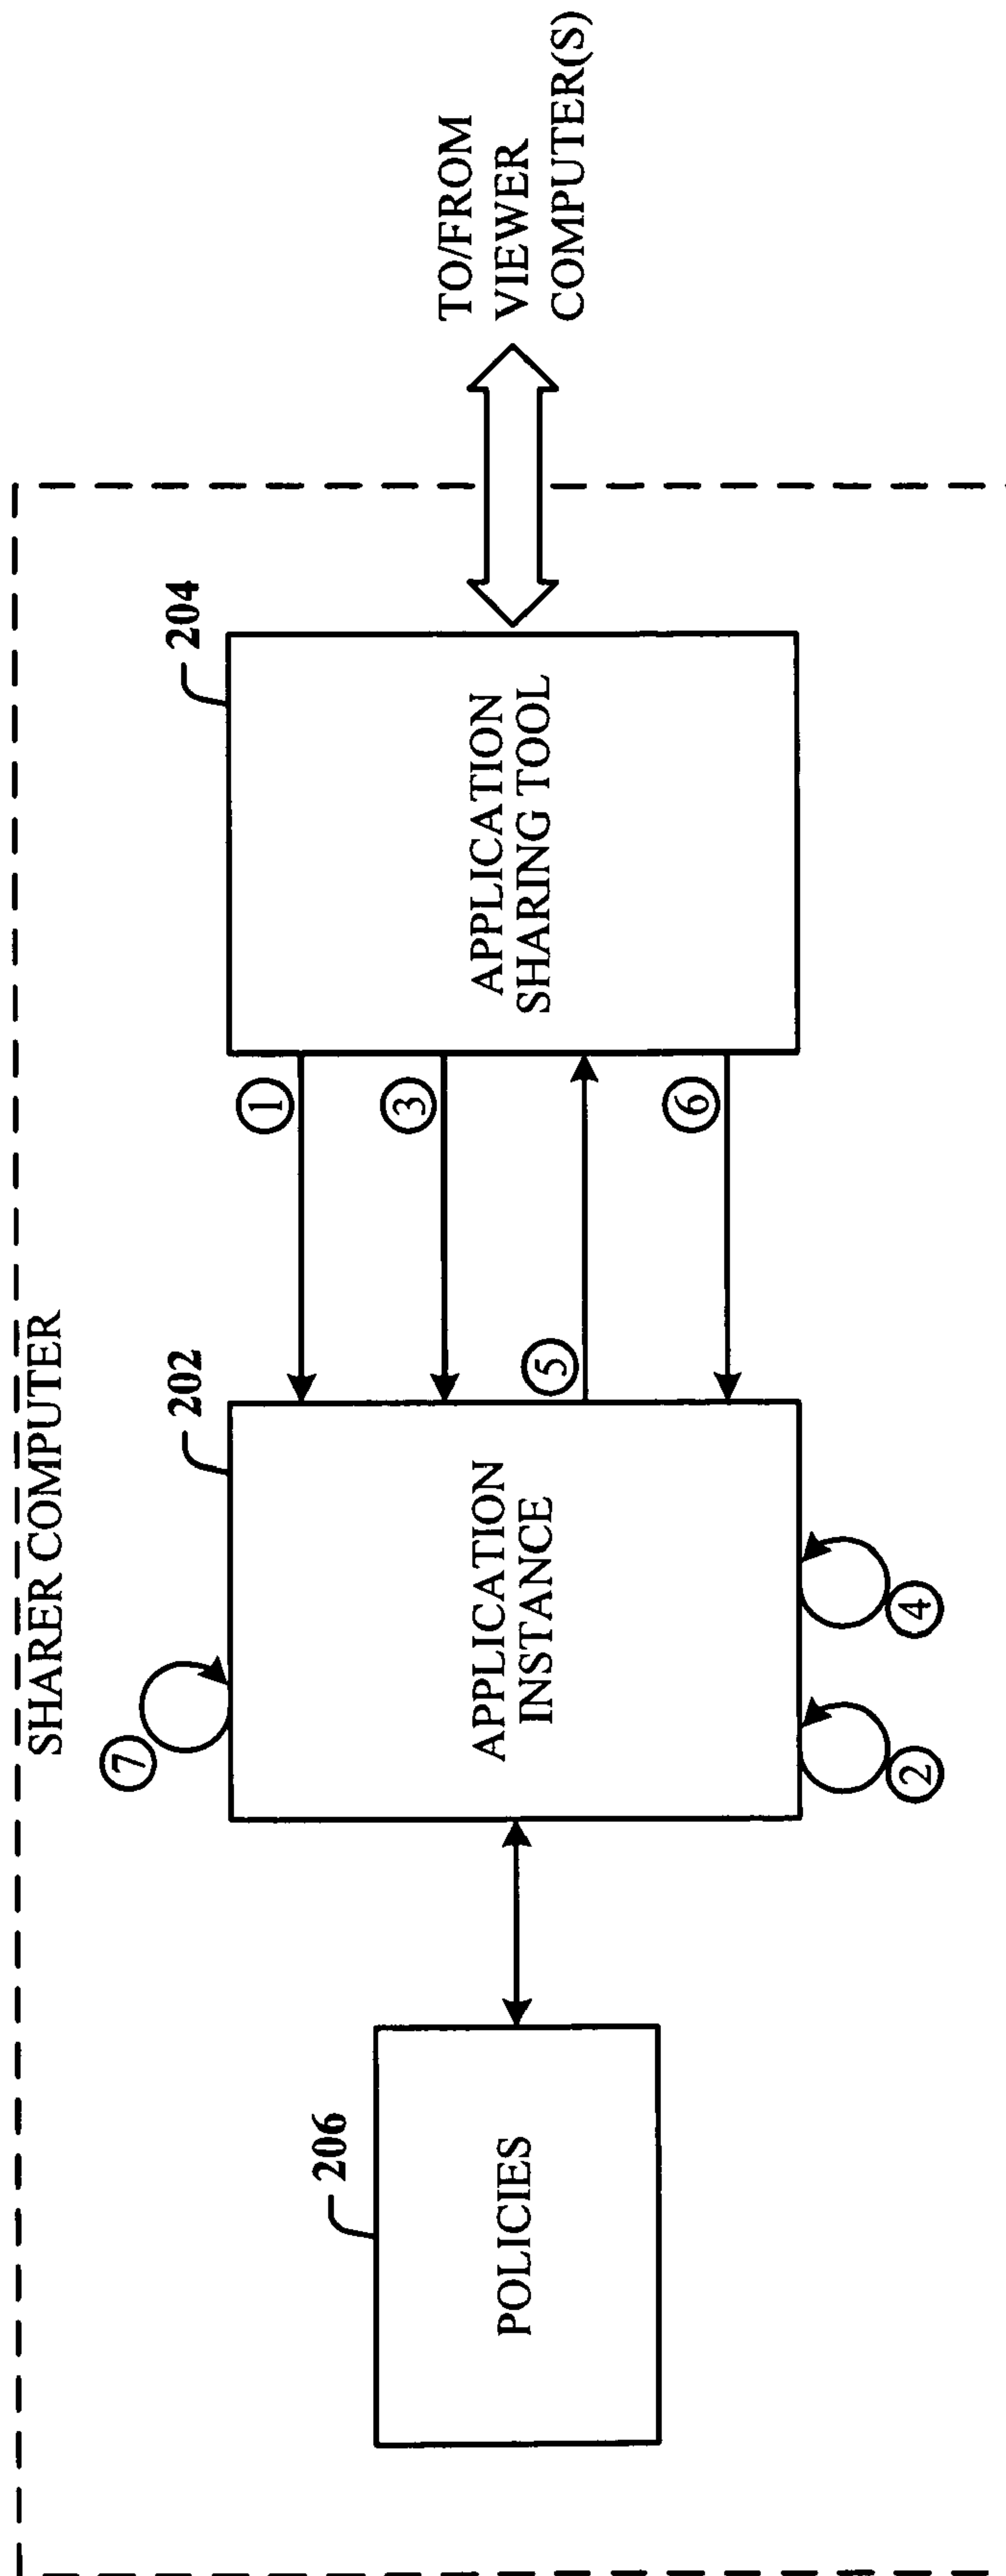 SHARER COMPUTER
206
POLICIES
7
202
APPLICATION
INSTANCE
2
4
1
3
5
6
204
APPLICATION
SHARING TOOL
TO/FROM
VIEWER
COMPUTER(S)